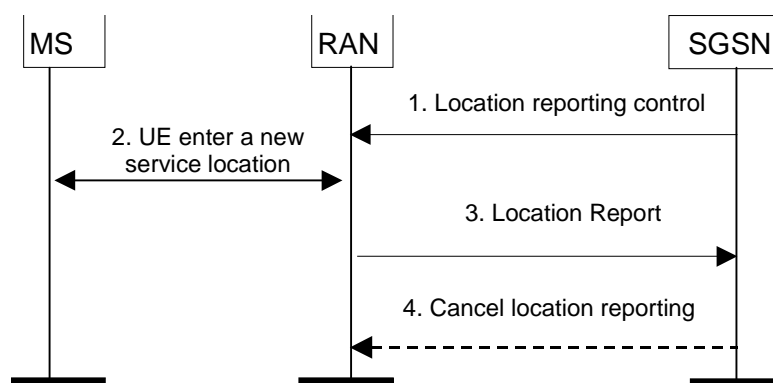 MS
RAN
SGSN
1. Location reporting control
2. UE enter a new
service location
3. Location Report
4. Cancel location reporting